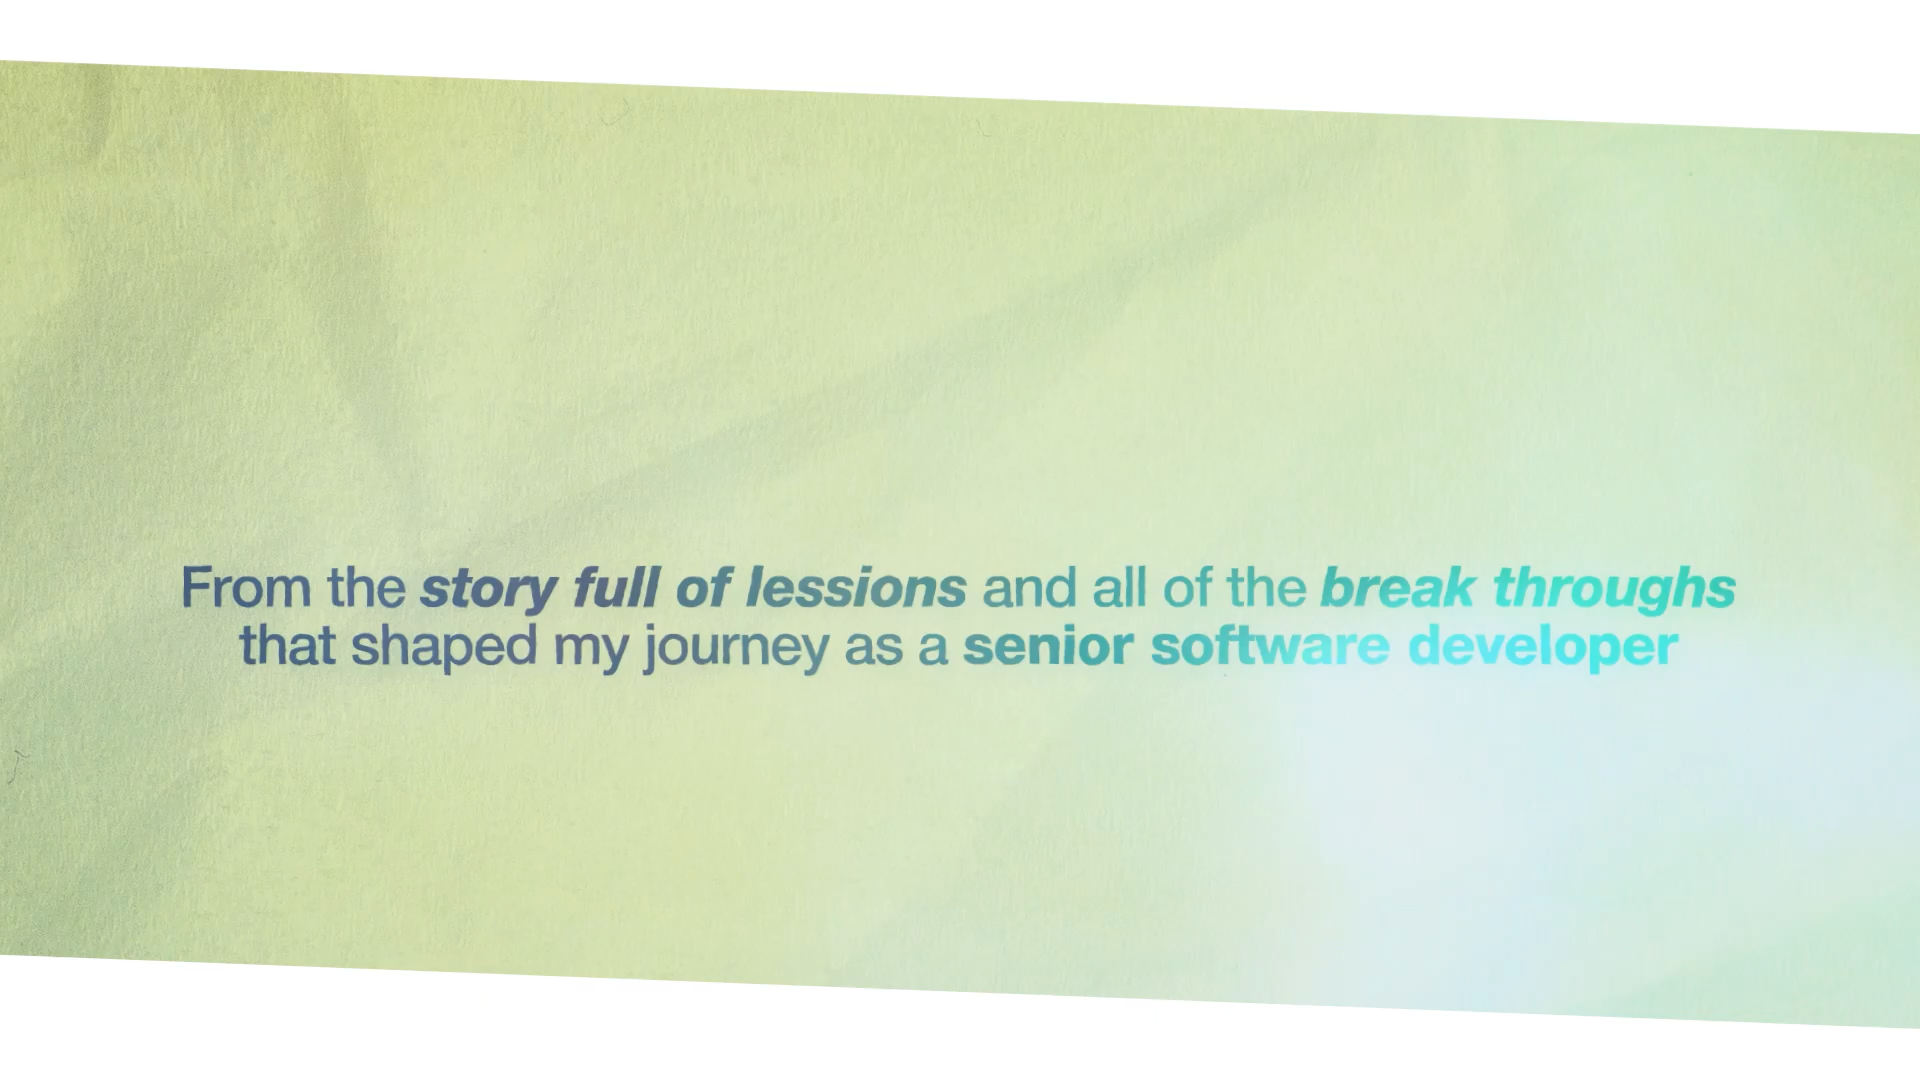 From the story full of lessions and all of the break throughs
that shaped my journey as a senior software developer